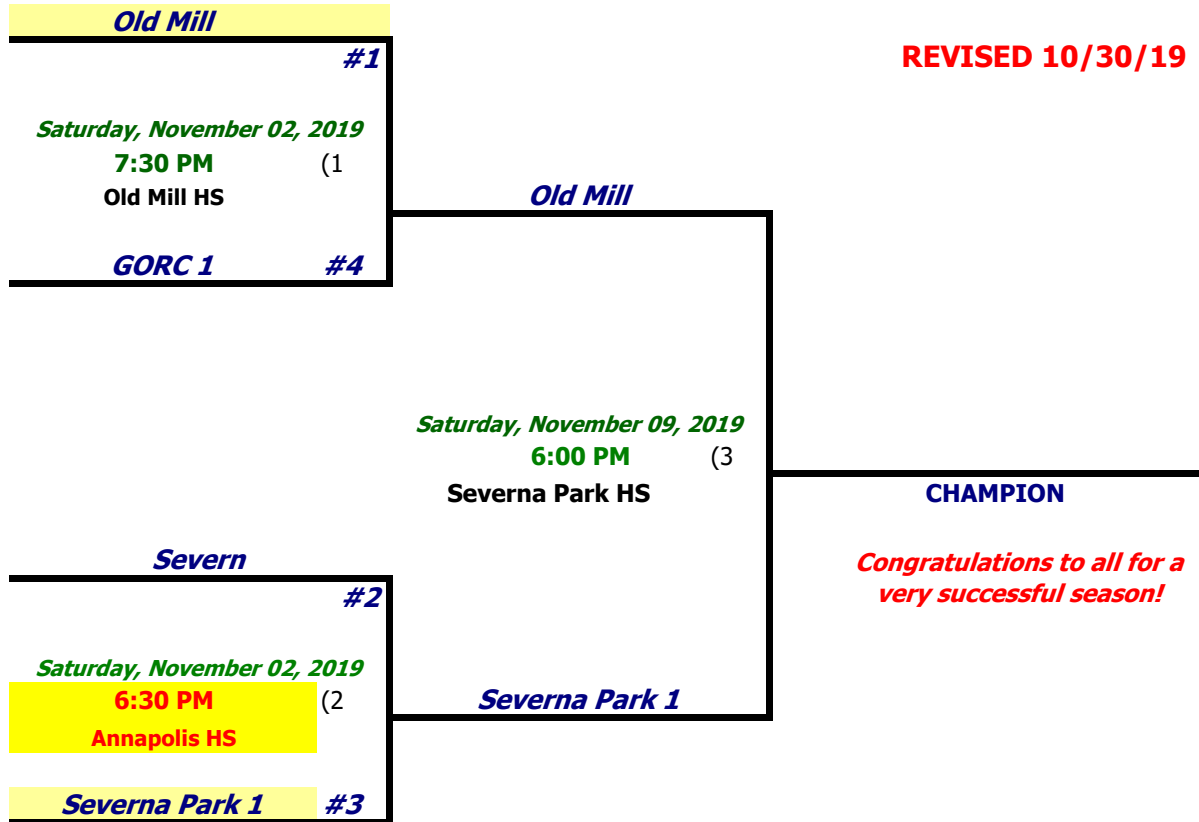 Old Mill
#1
REVISED 10/30/19
Saturday, November 02, 2019
7:30 PM (1
Old Mill HS
Old Mill
GORC 1 #4
Saturday, November 09, 2019
6:00 PM (3
Severna Park HS
CHAMPION
Severn
Congratulations to all for a
very successful season!
#2
Saturday, November 02, 2019
6:30 PM (2
Severna Park 1
Annapolis HS
Severna Park 1 #3